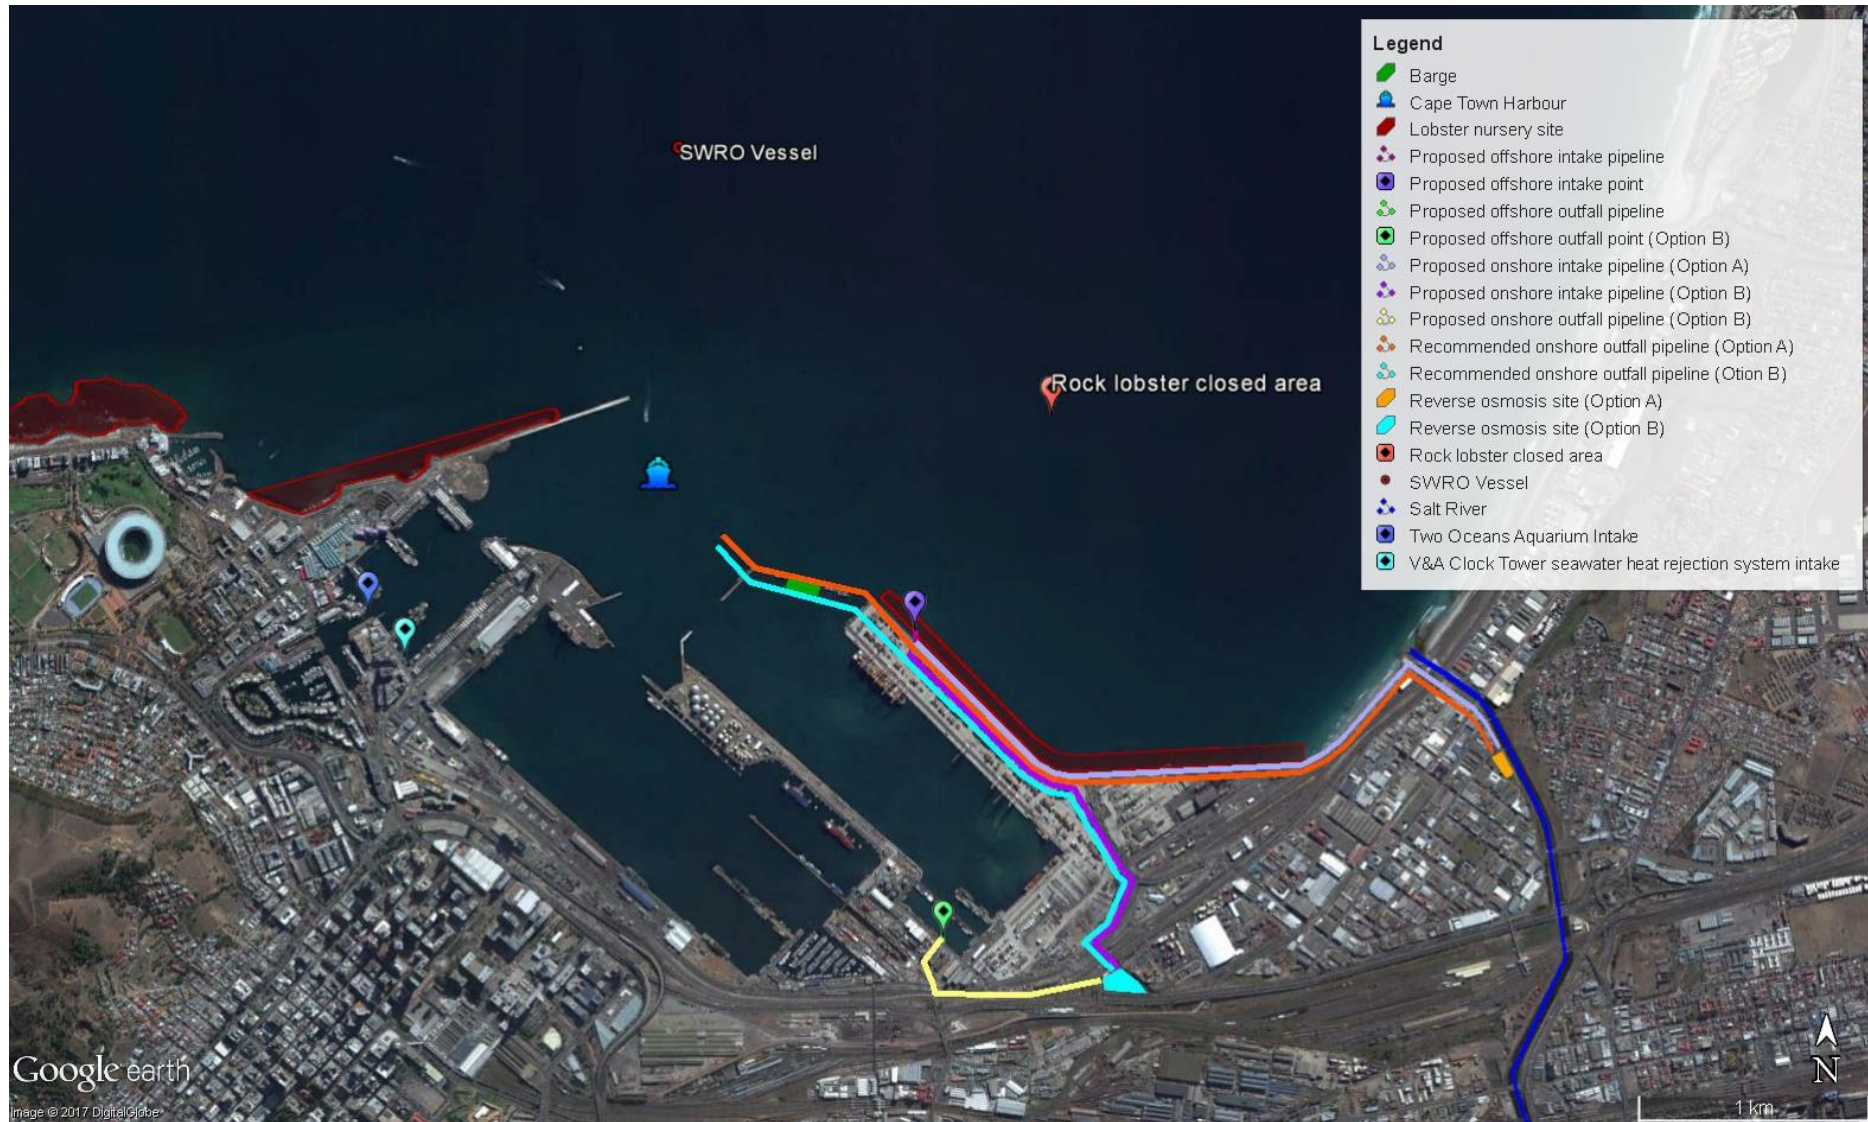 Legend
Barge
Cape Town Harbour
Lobster nursery site
Proposed offshore intake pipeline
Proposed offshore intake point
Proposed offshore outfall pipeline
Proposed offshore outfall point (Option B)
Proposed onshore intake pipeline (Option A)
Proposed onshore intake pipeline (Option B)
Proposed onshore outfall pipeline (Option B)
Recommended onshore outfall pipeline (Option A)
Recommended onshore outfall pipeline (Otion B)
Reverse osmosis site (Option A)
Reverse osmosis site (Option B)
Rock lobster closed area
SWRO Vessel
Salt River
Two Oceans Aquarium Intake
V&A Clock Tower seawater heat rejection system intake
SWRO Vessel
Rock lobster closed area
Google earth
Image © 2017 DigitalGlobe
N
1 km